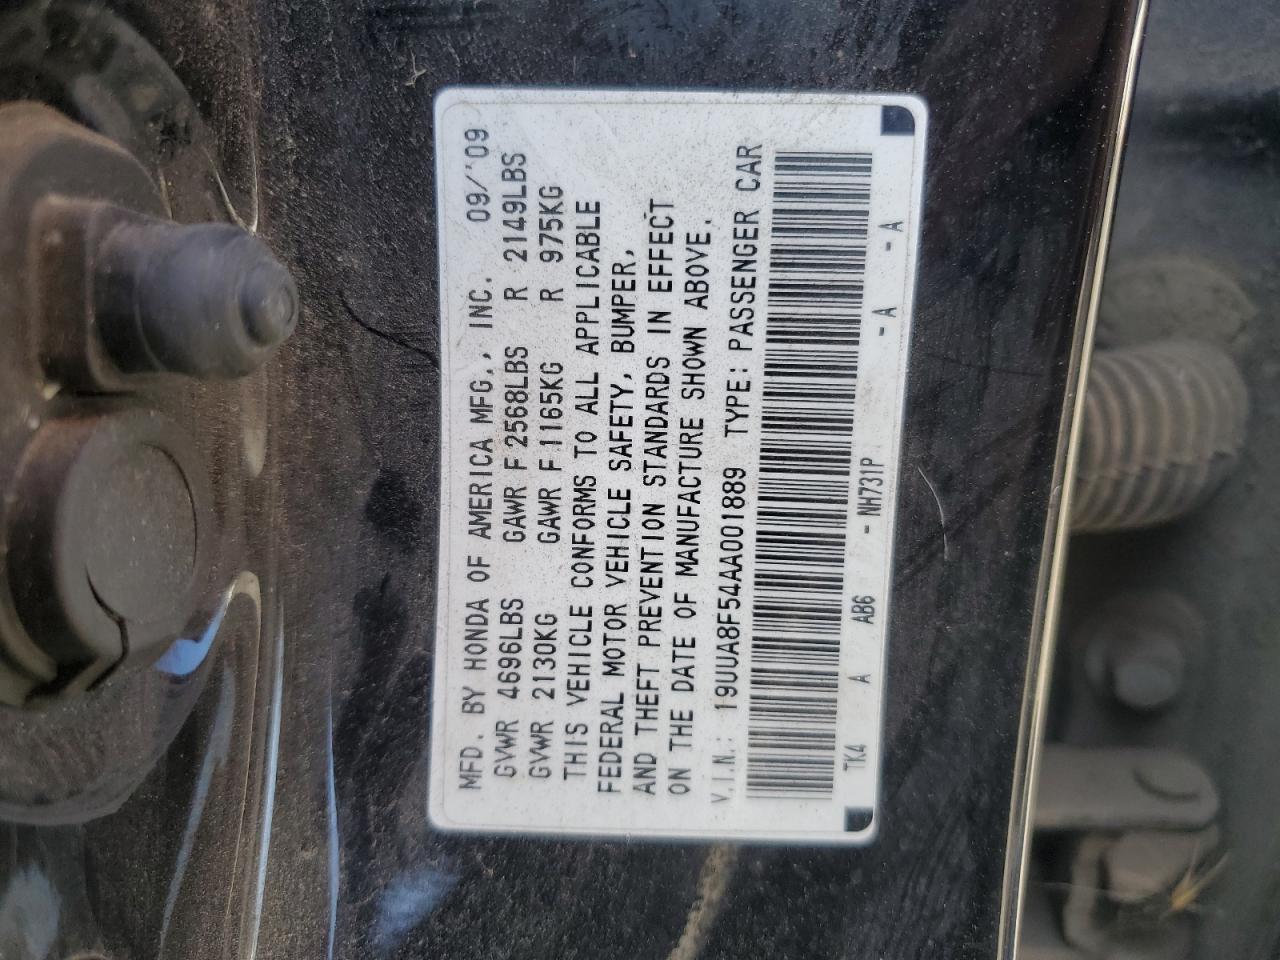 MFD. BY HONDA OF AMERICA MFG., INC. 09/'09
GVWR 4696LBS GAWR F 2568LBS R 2149LBS
GVWR 2130KG GAWR F 1165KG R 975KG
THIS VEHICLE CONFORMS TO ALL APPLICABLE
FEDERAL MOTOR VEHICLE SAFETY, BUMPER,
AND THEFT PREVENTION STANDARDS IN EFFECT
ON THE DATE OF MANUFACTURE SHOWN ABOVE.
V.I.N.: 19UUA8F54AA001889 TYPE: PASSENGER CAR
TK4 A AB6 - NH731P - A - A